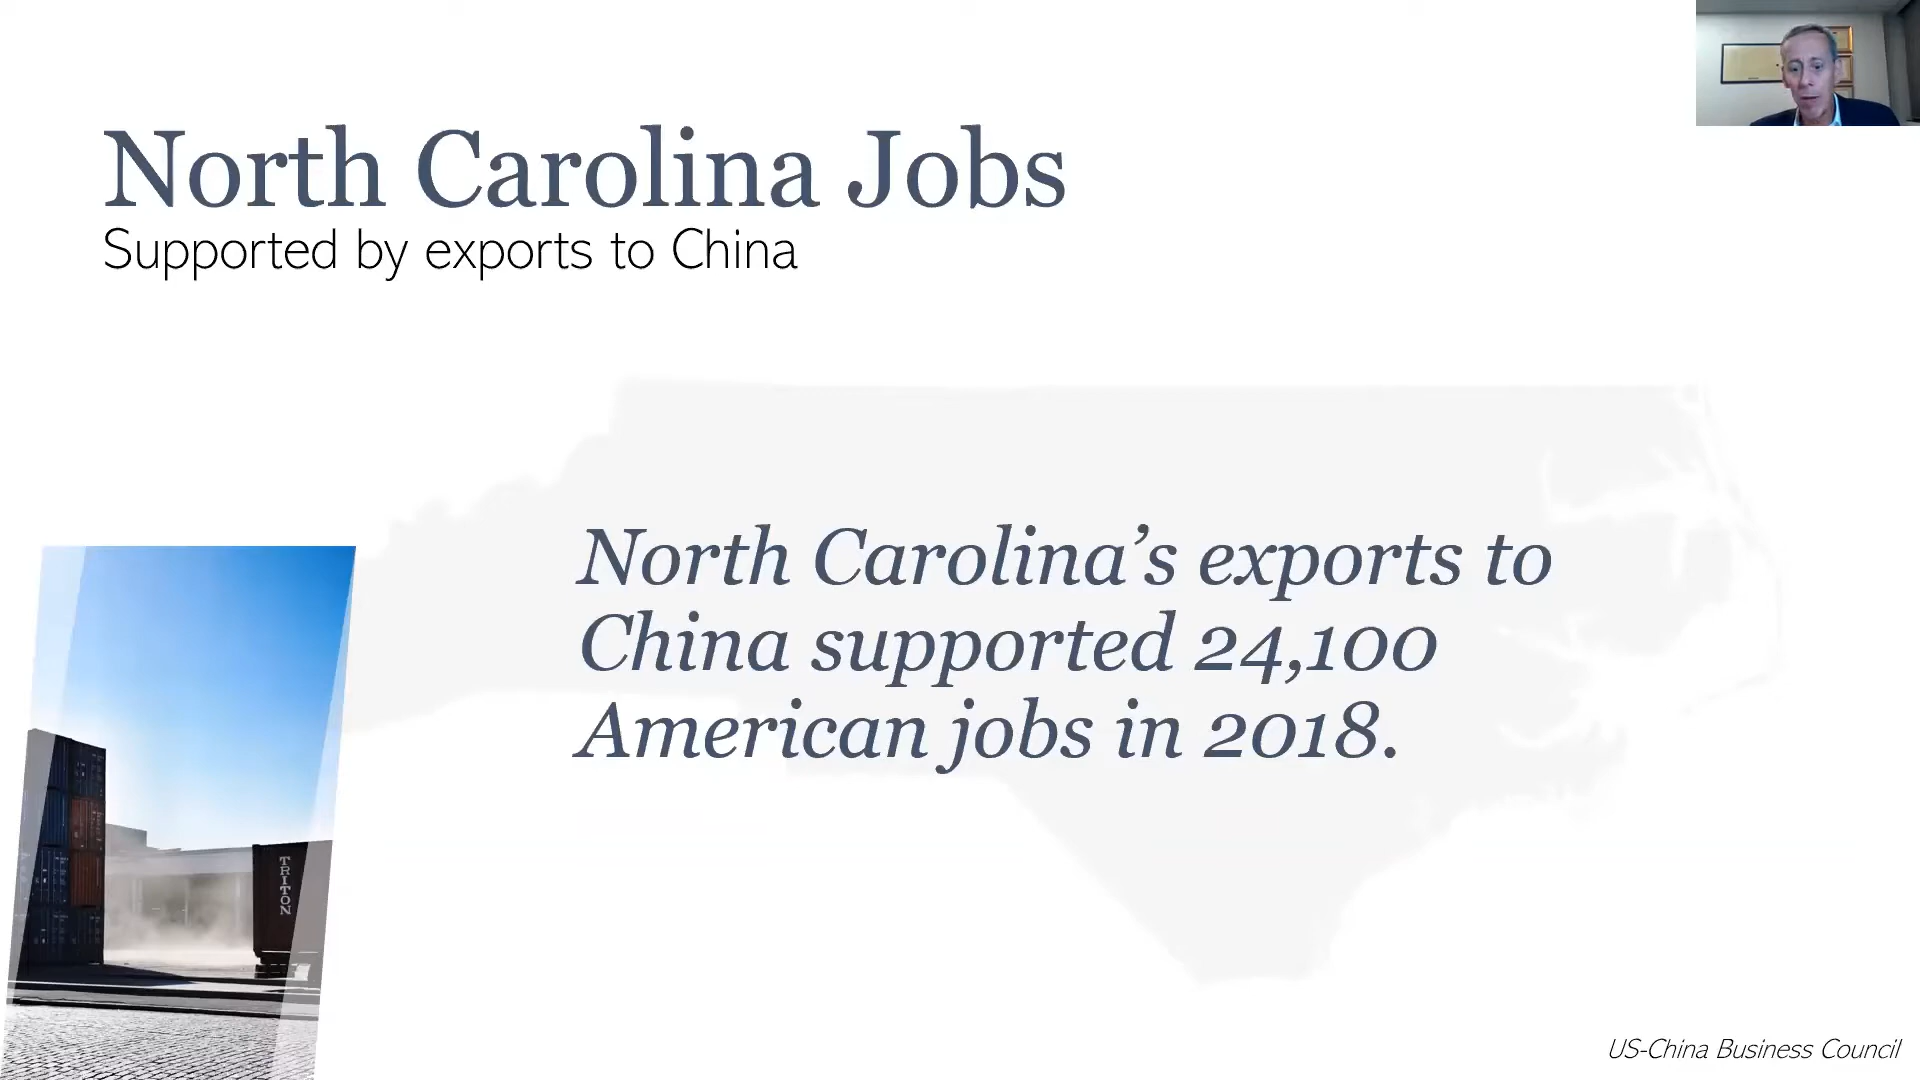 North Carolina Jobs
Supported by exports to China
North Carolina’s exports to
China supported 24,100
American jobs in 2018.
TRITON
US-China Business Council